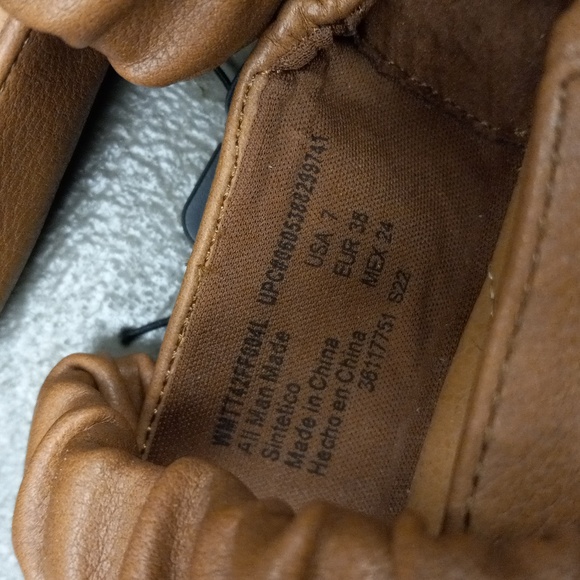 All Man Made
Sintetico
Made in China
Hecho en China
USA 7
EUR 38
MEX 24
38117751 S22